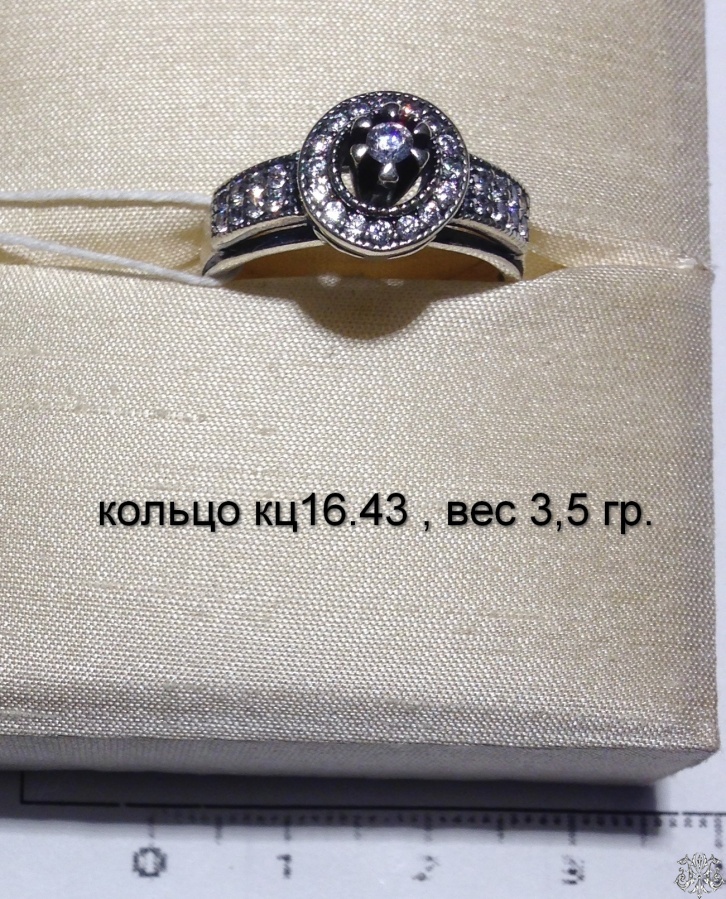 кольцо кц16.43 , вес 3,5 гр.